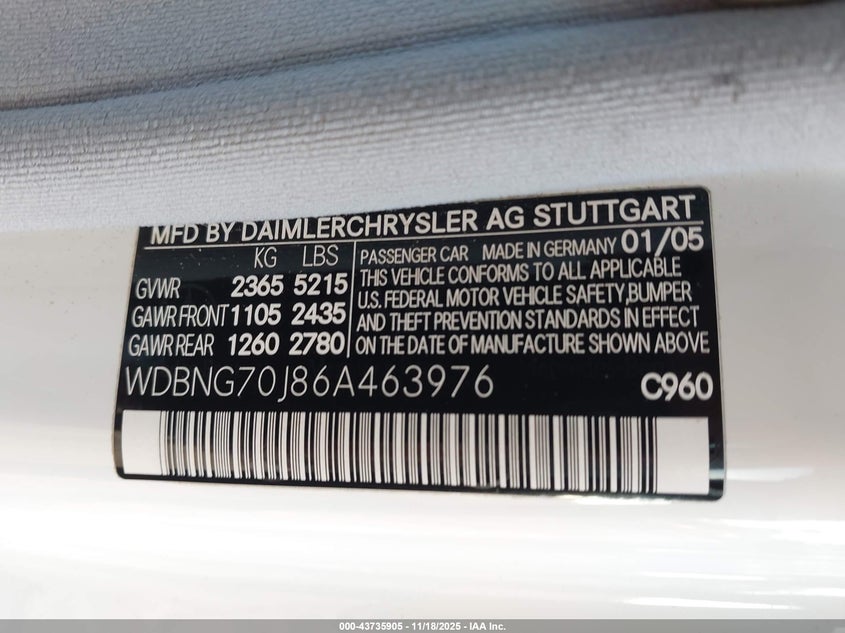 MFD BY DAIMLERCHRYSLER AG STUTTGART
KG LBS
GVWR 2365 5215
GAWR FRONT 1105 2435
GAWR REAR 1260 2780
PASSENGER CAR MADE IN GERMANY 01/05
THIS VEHICLE CONFORMS TO ALL APPLICABLE
U.S. FEDERAL MOTOR VEHICLE SAFETY,BUMPER
AND THEFT PREVENTION STANDARDS IN EFFECT
ON THE DATE OF MANUFACTURE SHOWN ABOVE
WDBNG70J86A463976 C960
000-43735905 - 11/18/2025 - IAA Inc.